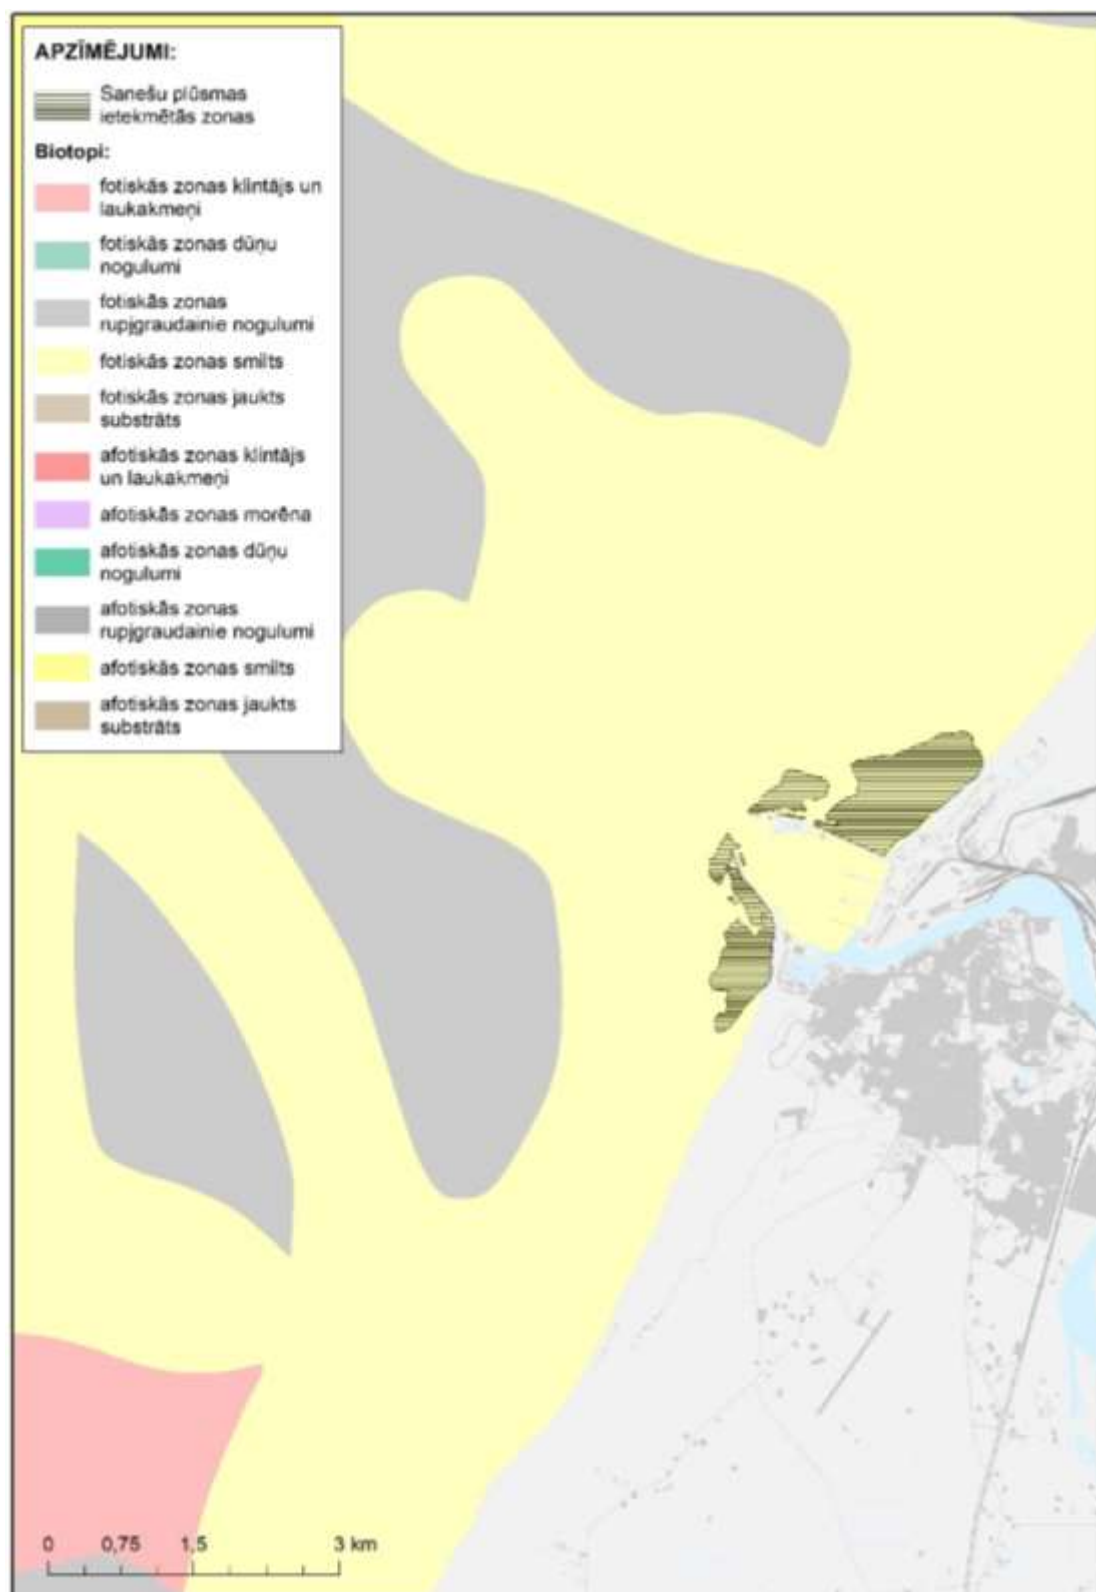 APZĪMĒJUMI:
Sanešu plūsmas
ietekmētās zonas
Biotopi:
fotiskās zonas klintājs un
laukakmeņi
fotiskās zonas dūņu
nogulumi
fotiskās zonas
rupjgraudainie nogulumi
fotiskās zonas smilts
fotiskās zonas jaukts
substrāts
afotiskās zonas klintājs
un laukakmeņi
afotiskās zonas morēna
afotiskās zonas dūņu
nogulumi
afotiskās zonas
rupjgraudainie nogulumi
afotiskās zonas smilts
afotiskās zonas jaukts
substrāts
0 0,75 1,5 3 km